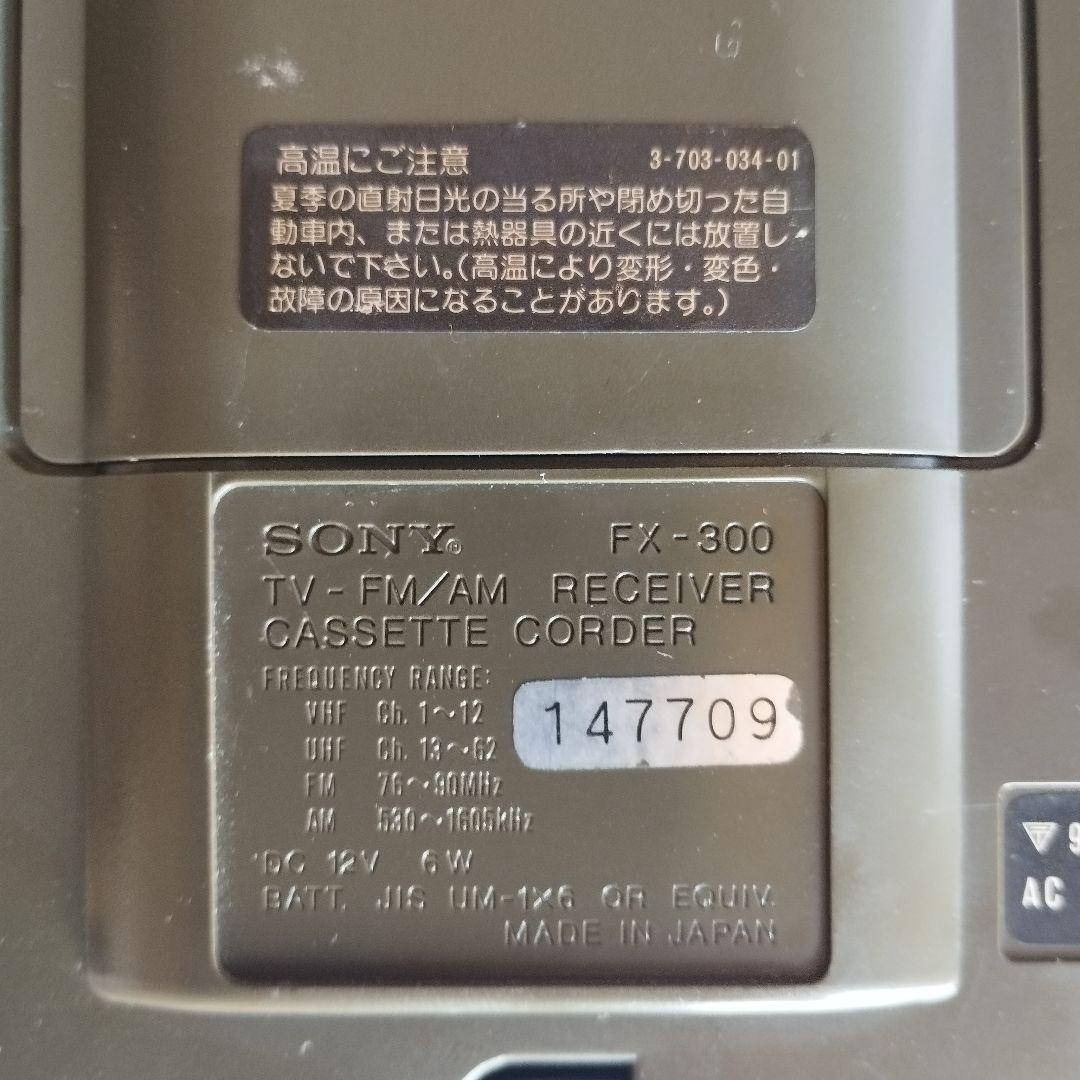 高温にご注意 3-703-034-01
夏季の直射日光の当る所や閉め切った自
動車内、または熱器具の近くには放置し
ないで下さい。(高温により変形・変色・
故障の原因になることがあります。)
SONY® FX-300
TV-FM/AM RECEIVER
CASSETTE CORDER
FREQUENCY RANGE:
VHF Ch. 1~12
UHF Ch. 13~62
FM 76~90MHz
AM 530~1605kHz
147709
DC 12V 6W
BATT. JIS UM-1X6 OR EQUIV.
MADE IN JAPAN
9
AC